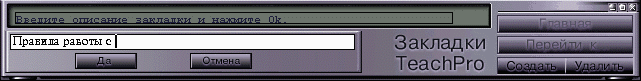 Введите описание закладки и нажмите Ok.
Правила работы с
Да
Отмена
Закладки
TeachPro
Главная
Перейти к
Создать
Удалить